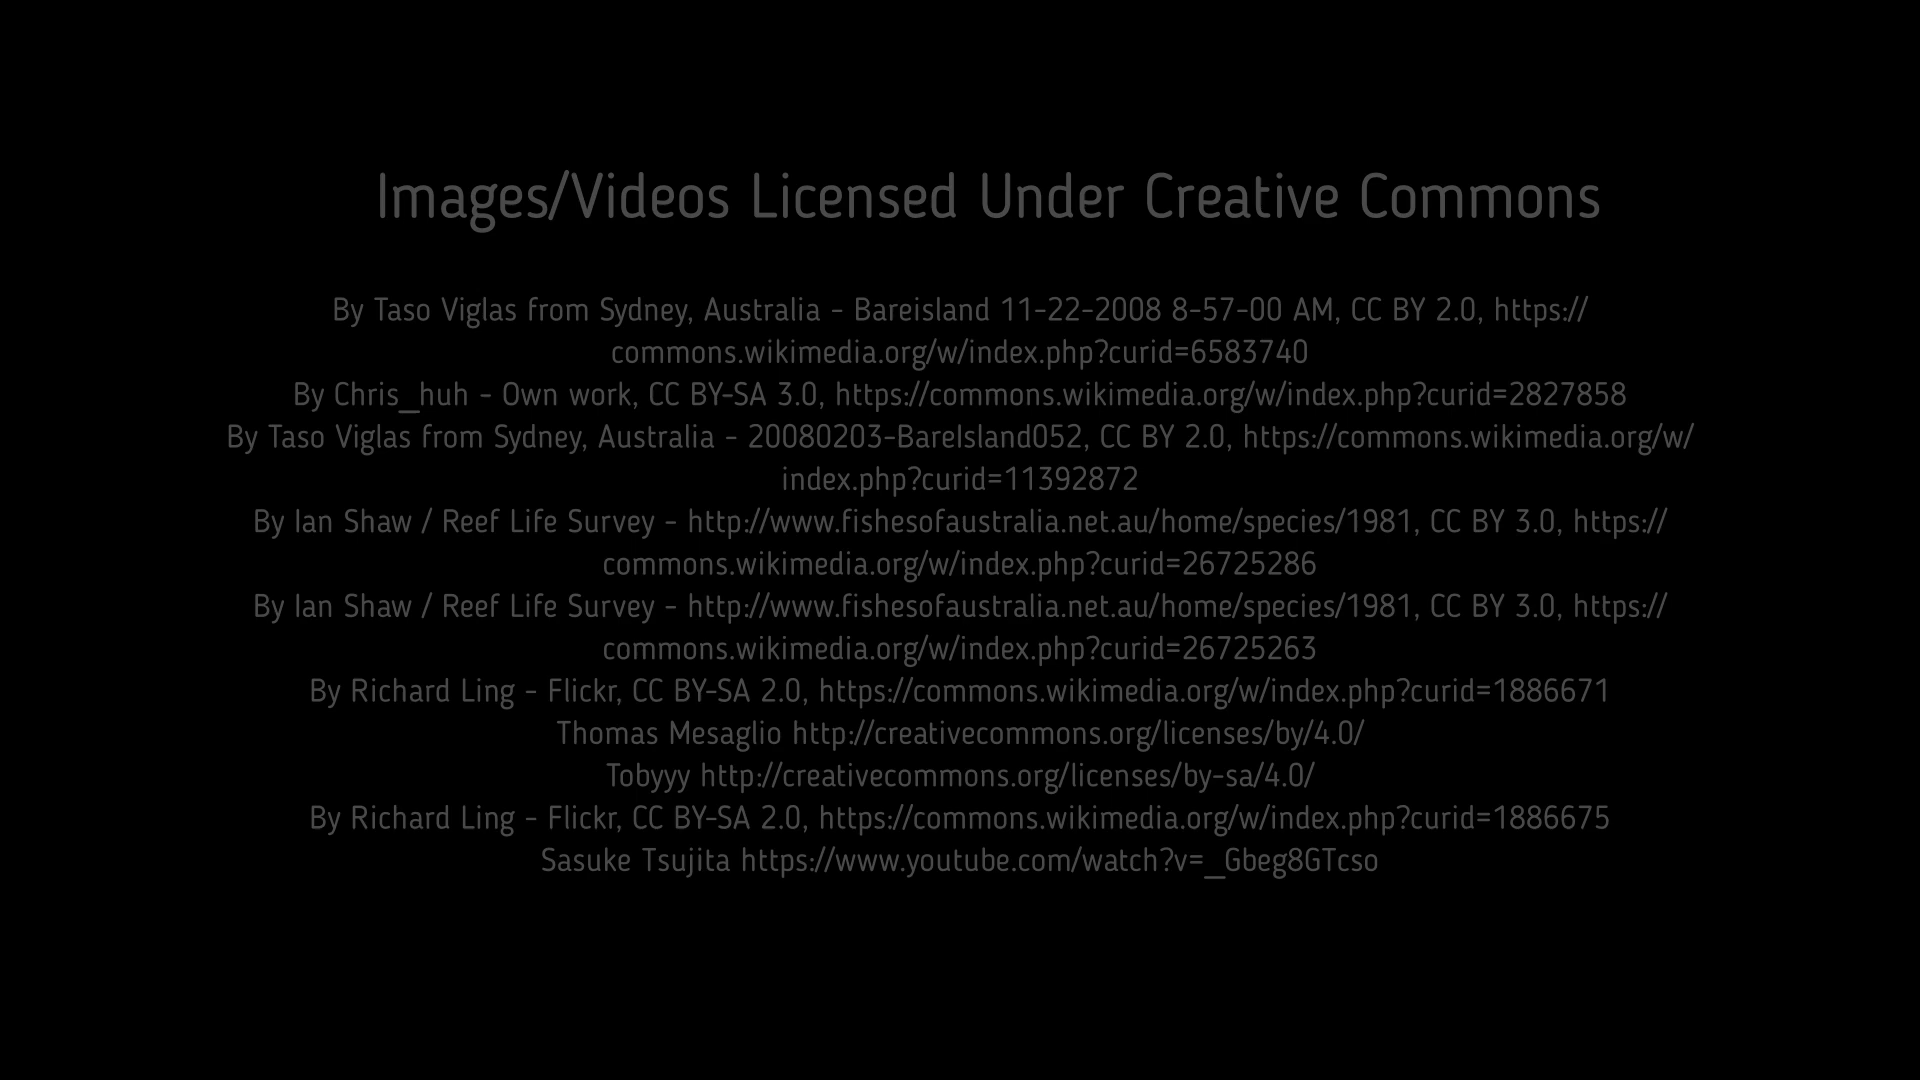 Images/Videos Licensed Under Creative Commons
By Taso Viglas from Sydney, Australia - Bareisland 11-22-2008 8-57-00 AM, CC BY 2.0, https://
commons.wikimedia.org/w/index.php?curid=6583740
By Chris_huh - Own work, CC BY-SA 3.0, https://commons.wikimedia.org/w/index.php?curid=2827858
By Taso Viglas from Sydney, Australia - 20080203-BareIsland052, CC BY 2.0, https://commons.wikimedia.org/w/
index.php?curid=11392872
By Ian Shaw / Reef Life Survey - http://www.fishesofaustralia.net.au/home/species/1981, CC BY 3.0, https://
commons.wikimedia.org/w/index.php?curid=26725286
By Ian Shaw / Reef Life Survey - http://www.fishesofaustralia.net.au/home/species/1981, CC BY 3.0, https://
commons.wikimedia.org/w/index.php?curid=26725263
By Richard Ling - Flickr, CC BY-SA 2.0, https://commons.wikimedia.org/w/index.php?curid=1886671
Thomas Mesaglio http://creativecommons.org/licenses/by/4.0/
Tobyyy http://creativecommons.org/licenses/by-sa/4.0/
By Richard Ling - Flickr, CC BY-SA 2.0, https://commons.wikimedia.org/w/index.php?curid=1886675
Sasuke Tsujita https://www.youtube.com/watch?v=_Gbeg8GTcso